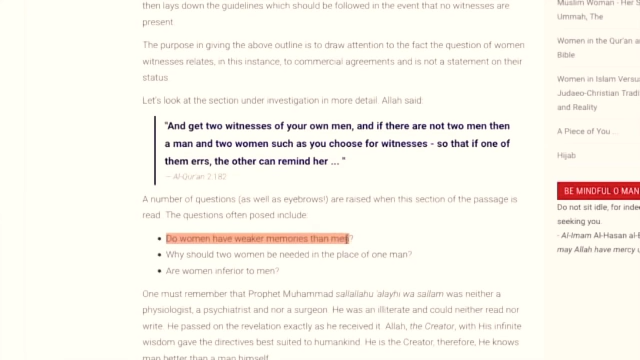 then lays down the guidelines which should be followed in the event that no witnesses are
present.
The purpose in giving the above outline is to draw attention to the fact the question of women
witnesses relates, in this instance, to commercial agreements and is not a statement on their
status.
Let's look at the section under investigation in more detail. Allah said:
"And get two witnesses of your own men, and if there are not two men then
a man and two women such as you choose for witnesses - so that if one of
them errs, the other can remind her ... "
— Al-Qur'an 2:182
A number of questions (as well as eyebrows!) are raised when this section of the passage is
read. The questions often posed include:
• Do women have weaker memories than men?
• Why should two women be needed in the place of one man?
• Are women inferior to men?
One must remember that Prophet Muhammad sallallahu 'alayhi wa sallam was neither a
physiologist, a psychiatrist and nor a surgeon. He was an illiterate and could neither read nor
write. He passed on the revelation exactly as he received it. Allah, the Creator, with His infinite
wisdom gave the directives best suited to humankind. He is the Creator, therefore, He knows
man better than a man himself.
Muslim Woman - Her S
Ummah, The
Women in the Qur'an a
Bible
Women in Islam Versu
Judaeo-Christian Tradit
and Reality
A Piece of You...
Hijab
BE MINDFUL O MAN
Do not sit idle, for inde
seeking you.
- Al-Imam Al-Hasan al-B
may Allah have mercy u